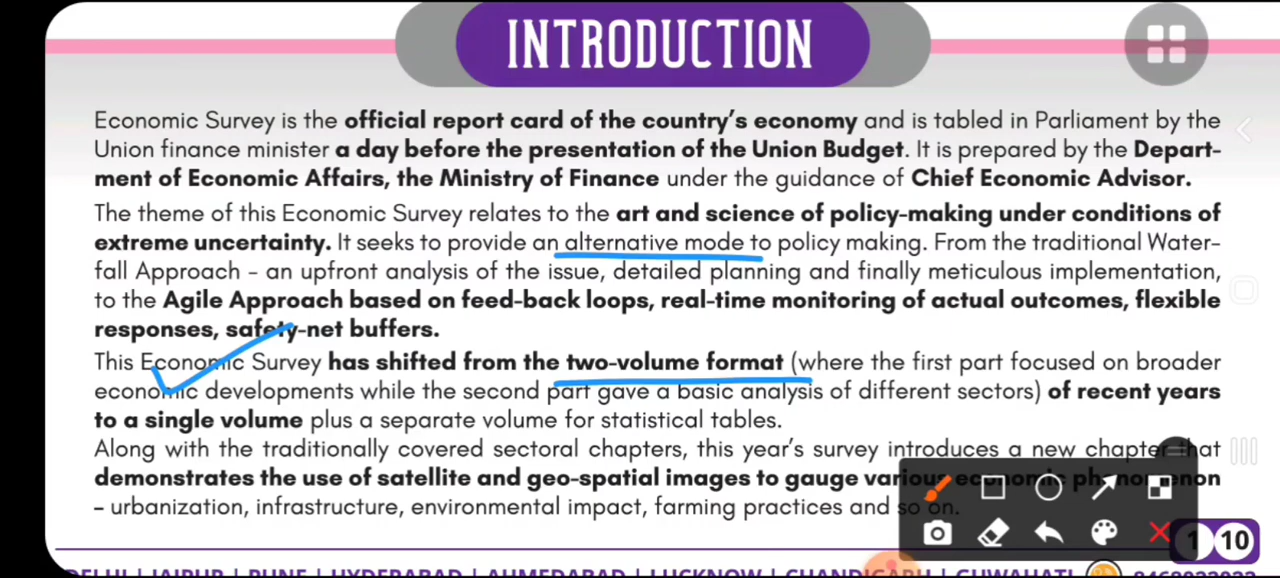 INTRODUCTION
Economic Survey is the official report card of the country's economy and is tabled in Parliament by the
Union finance minister a day before the presentation of the Union Budget. It is prepared by the Depart-
ment of Economic Affairs, the Ministry of Finance under the guidance of Chief Economic Advisor.
The theme of this Economic Survey relates to the art and science of policy-making under conditions of
extreme uncertainty. It seeks to provide an alternative mode to policy making. From the traditional Water-
fall Approach - an upfront analysis of the issue, detailed planning and finally meticulous implementation,
to the Agile Approach based on feed-back loops, real-time monitoring of actual outcomes, flexible
responses, safety-net buffers.
This Economic Survey has shifted from the two-volume format (where the first part focused on broader
economic developments while the second part gave a basic analysis of different sectors) of recent years
to a single volume plus a separate volume for statistical tables.
Along with the traditionally covered sectoral chapters, this year's survey introduces a new chapter that
demonstrates the use of satellite and geo-spatial images to gauge various economic phenomenon
– urbanization, infrastructure, environmental impact, farming practices and so on.
1 10
DELHI | JAIPUR | PUNE | HYDERABAD | AHMEDABAD | LUCKNOW | CHANDIGARH | GUWAHATI